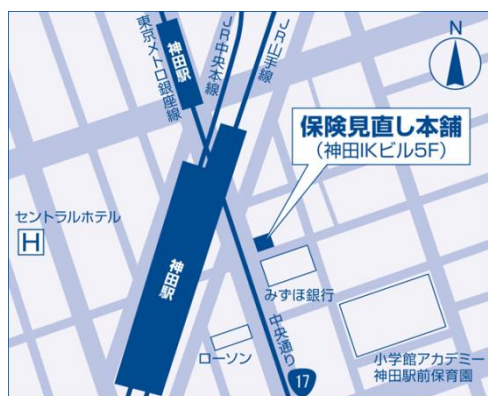 東京メトロ銀座線
神田駅
JR中央本線
JR山手線
N
保険見直し本舗
(神田IKビル5F)
セントラルホテル
H
神田駅
みずほ銀行
ローソン
中央通り
17
小学館アカデミー
神田駅前保育園